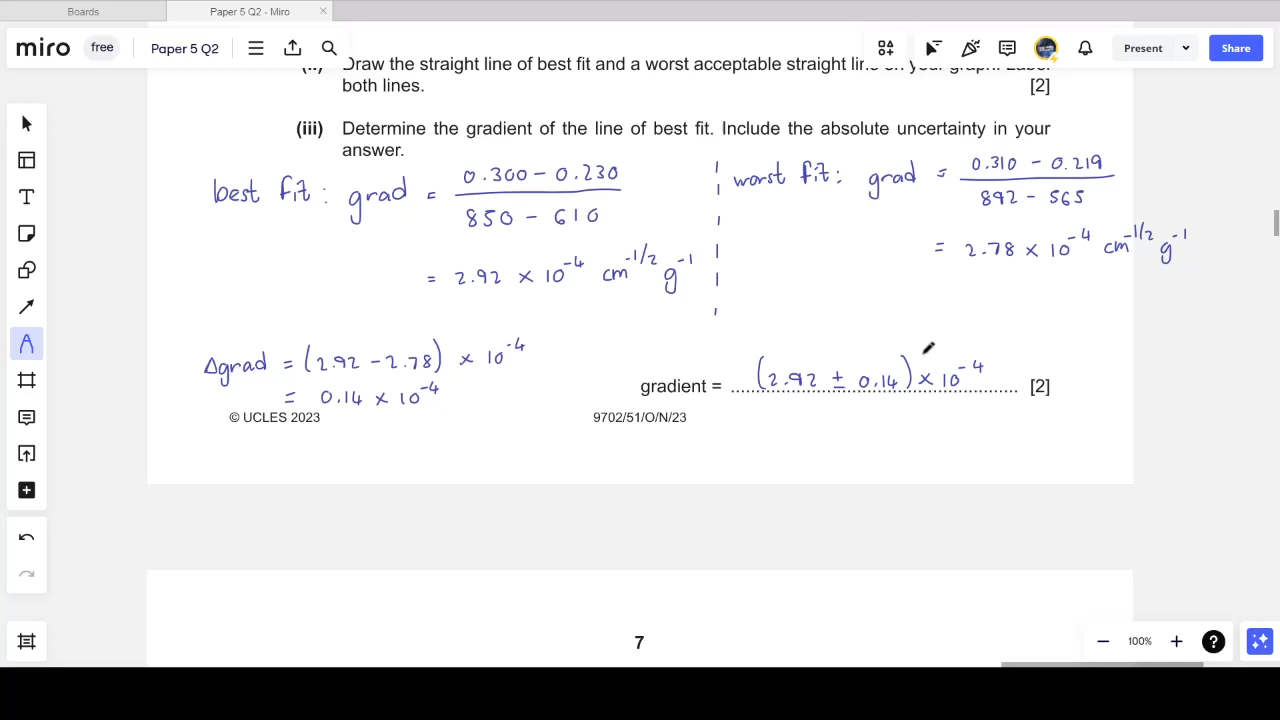 Boards
Paper 5 Q2 - Miro
miro
free
Paper 5 Q2
Present
Share
Draw the straight line of best fit and a worst acceptable straight line on your graph.
both lines. [2]
(iii) Determine the gradient of the line of best fit. Include the absolute uncertainty in your
answer.
best fit : grad = (0.300 - 0.230) / (850 - 610)
= 2.92 × 10⁻⁴ cm^-1/2 g⁻¹
worst fit : grad = (0.310 - 0.219) / (892 - 565)
= 2.78 × 10⁻⁴ cm^-1/2 g⁻¹
Δgrad = (2.92 - 2.78) × 10⁻⁴
= 0.14 × 10⁻⁴
gradient = (2.92 ± 0.14) × 10⁻⁴ [2]
© UCLES 2023
9702/51/O/N/23
7
100%